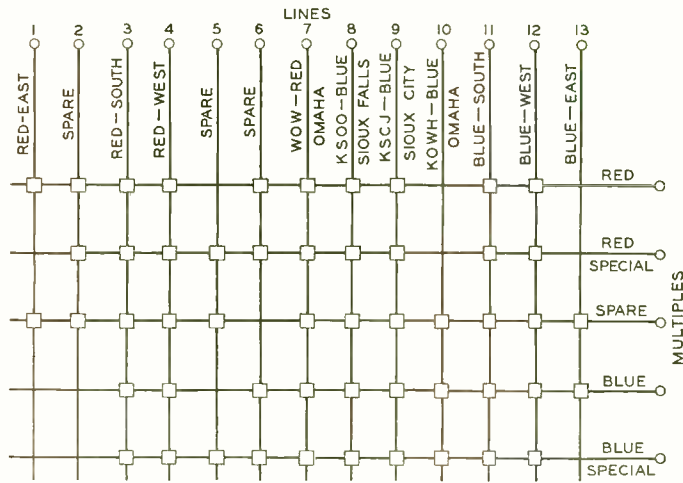 LINES
1 2 3 4 5 6 7 8 9 10 11 12 13
RED-EAST
SPARE
RED-SOUTH
RED-WEST
SPARE
SPARE
WOW-RED
OMAHA
KSOO-BLUE
SIOUX FALLS
KSCJ-BLUE
SIOUX CITY
KOWH-BLUE
OMAHA
BLUE-SOUTH
BLUE-WEST
BLUE-EAST
RED
RED
SPECIAL
SPARE
BLUE
BLUE
SPECIAL
MULTIPLES